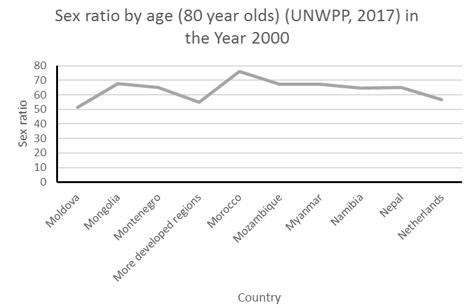 Sex ratio by age (80 year olds) (UNWPP, 2017) in
the Year 2000
80
70
60
50
40
30
20
10
0
Sex ratio
Moldova
Mongolia
Montenegro
More developed regions
Morocco
Mozambique
Myanmar
Namibia
Nepal
Netherlands
Country